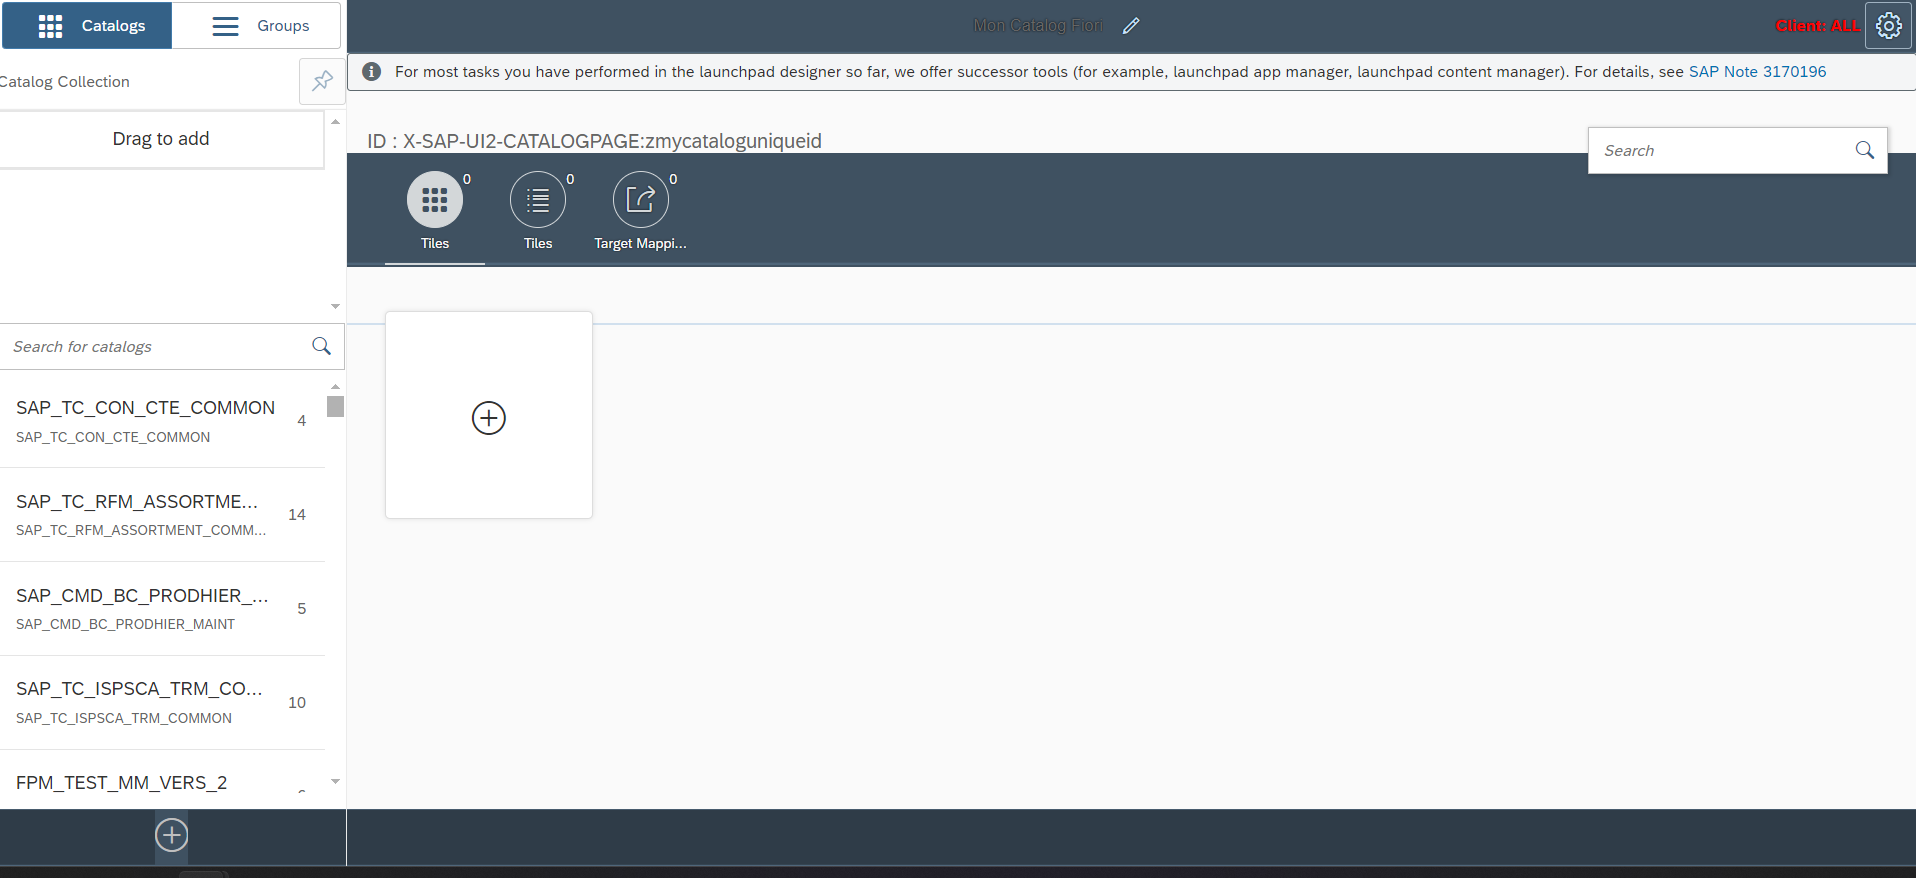 Catalogs
Groups
Mon Catalog Fiori
Client: ALL
Catalog Collection
For most tasks you have performed in the launchpad designer so far, we offer successor tools (for example, launchpad app manager, launchpad content manager). For details, see SAP Note 3170196
Drag to add
ID : X-SAP-UI2-CATALOGPAGE:zmycataloguniqueid
Search
0
0
0
Tiles
Tiles
Target Mappi...
Search for catalogs
SAP_TC_CON_CTE_COMMON
4
SAP_TC_CON_CTE_COMMON
SAP_TC_RFM_ASSORTME...
14
SAP_TC_RFM_ASSORTMENT_COMM...
SAP_CMD_BC_PRODHIER_...
5
SAP_CMD_BC_PRODHIER_MAINT
SAP_TC_ISPSCA_TRM_CO...
10
SAP_TC_ISPSCA_TRM_COMMON
FPM_TEST_MM_VERS_2